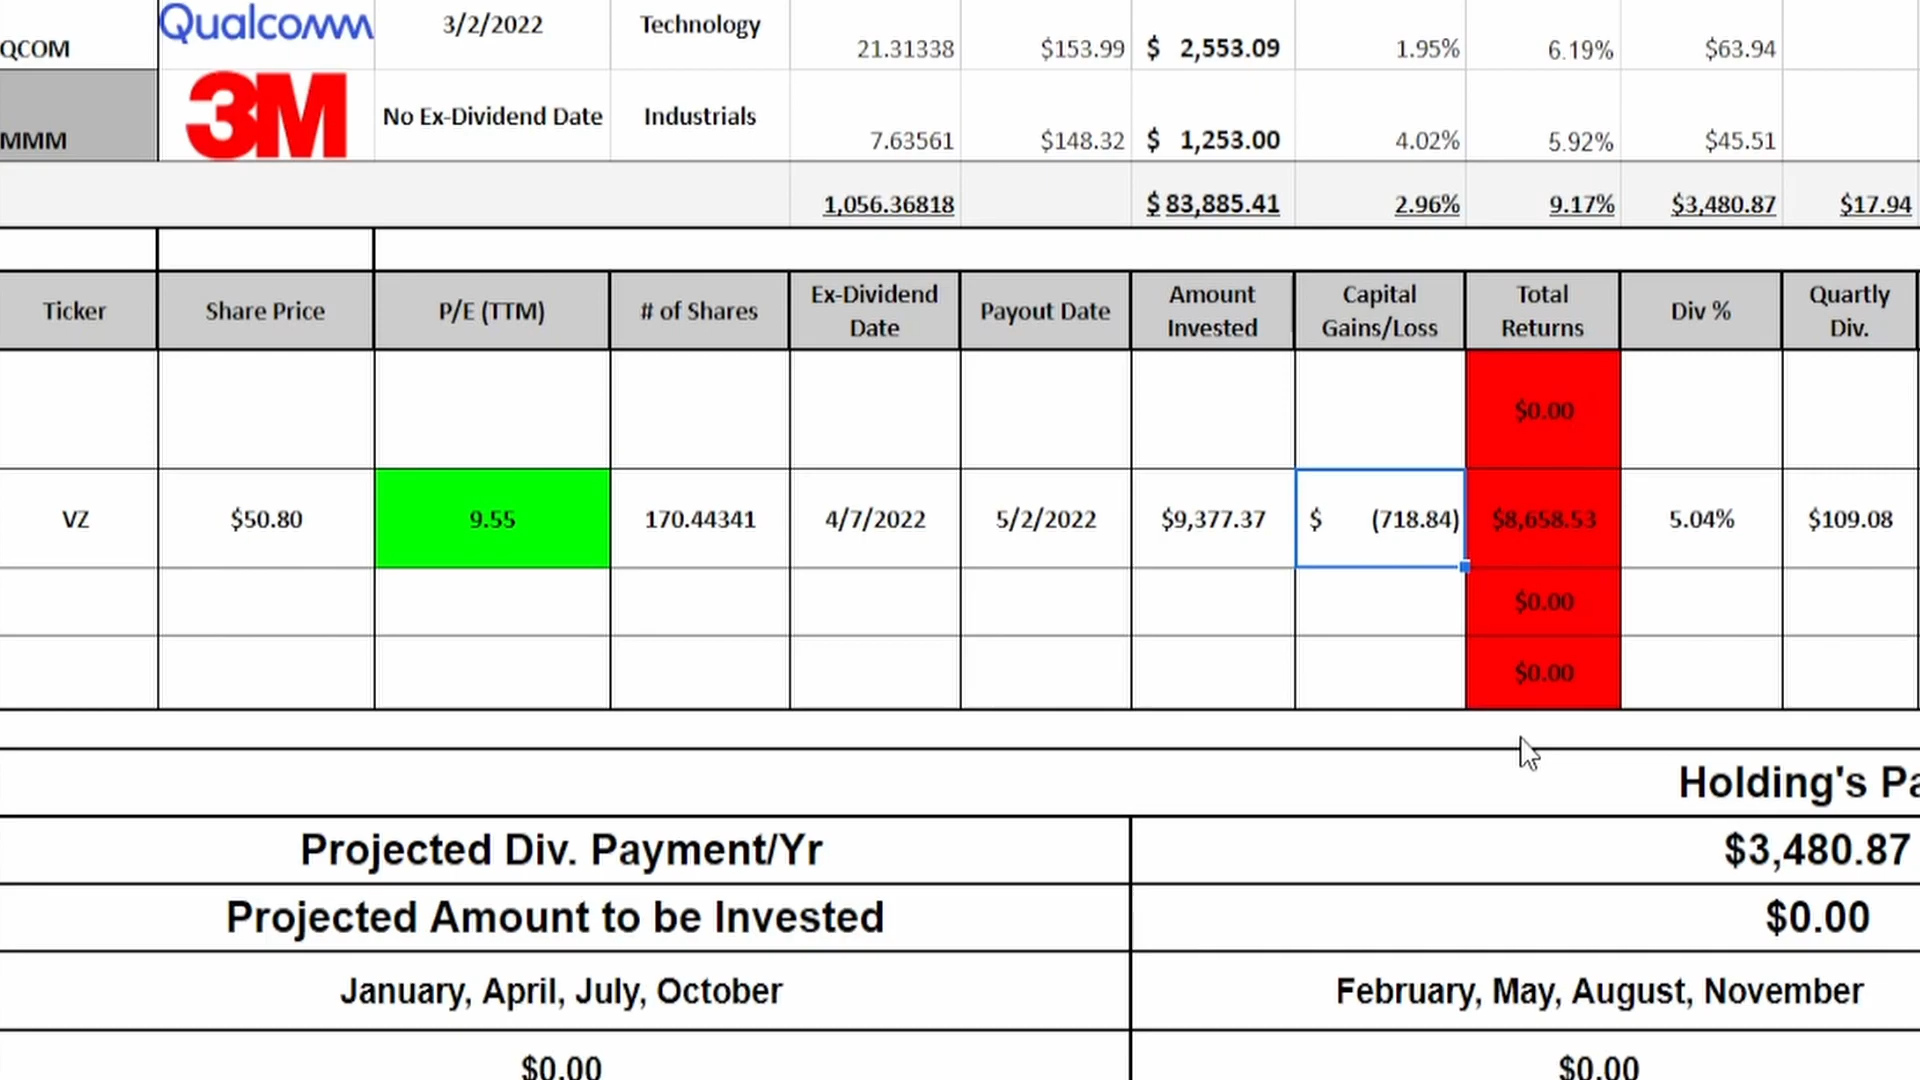 QCOM Qualcomm 3/2/2022 Technology 21.31338 $153.99 $ 2,553.09 1.95% 6.19% $63.94
MMM 3M No Ex-Dividend Date Industrials 7.63561 $148.32 $ 1,253.00 4.02% 5.92% $45.51
1,056.36818 $ 83,885.41 2.96% 9.17% $3,480.87 $17.94
Ticker Share Price P/E (TTM) # of Shares Ex-Dividend Date Payout Date Amount Invested Capital Gains/Loss Total Returns Div % Quartly Div.
$0.00
VZ $50.80 9.55 170.44341 4/7/2022 5/2/2022 $9,377.37 $ (718.84) $8,658.53 5.04% $109.08
$0.00
$0.00
Holding's Pa
Projected Div. Payment/Yr $3,480.87
Projected Amount to be Invested $0.00
January, April, July, October February, May, August, November
$0.00 $0.00